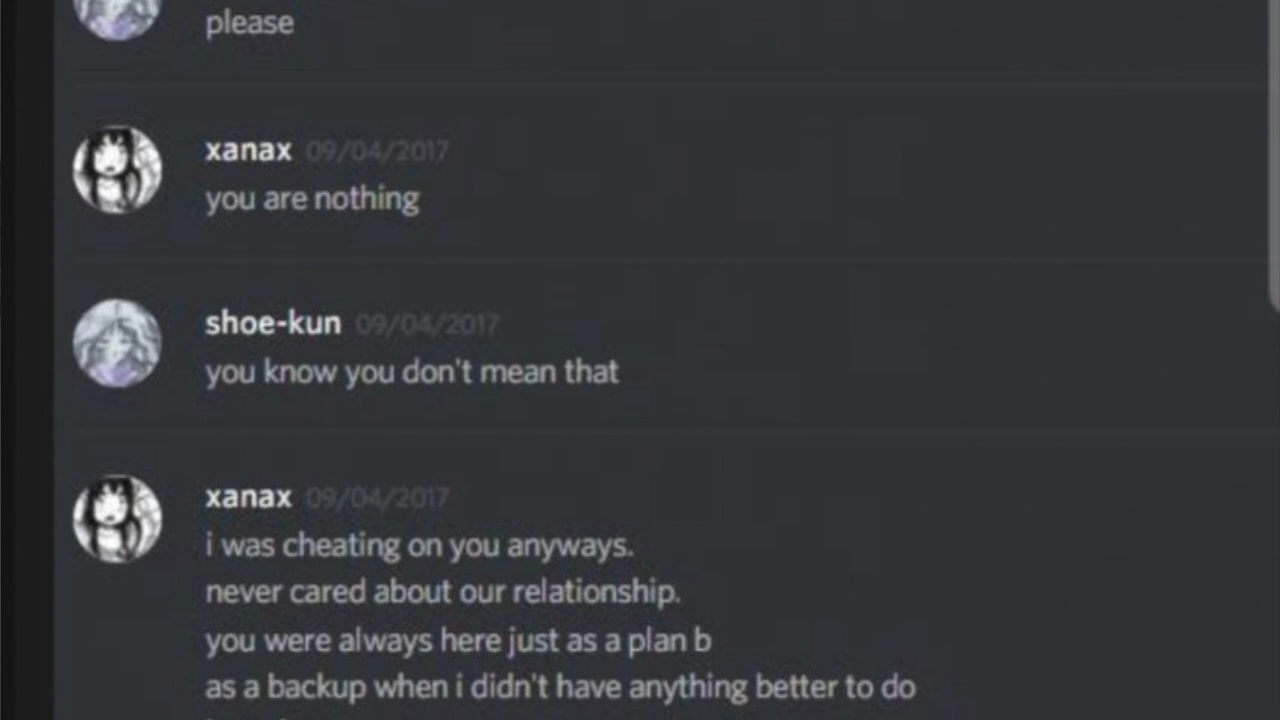 please
xanax 09/04/2017
you are nothing
shoe-kun 09/04/2017
you know you don't mean that
xanax 09/04/2017
i was cheating on you anyways.
never cared about our relationship.
you were always here just as a plan b
as a backup when i didn't have anything better to do